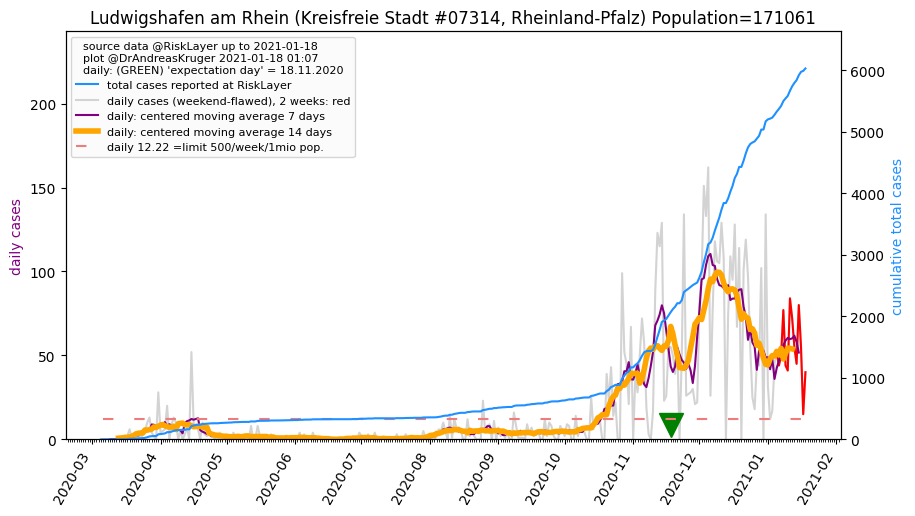 Ludwigshafen am Rhein (Kreisfreie Stadt #07314, Rheinland-Pfalz) Population=171061
source data @RiskLayer up to 2021-01-18
plot @DrAndreasKruger 2021-01-18 01:07
daily: (GREEN) 'expectation day' = 18.11.2020
total cases reported at RiskLayer
daily cases (weekend-flawed), 2 weeks: red
daily: centered moving average 7 days
daily: centered moving average 14 days
daily 12.22 =limit 500/week/1mio pop.
daily cases
200
150
100
50
0
cumulative total cases
6000
5000
4000
3000
2000
1000
0
2020-03
2020-04
2020-05
2020-06
2020-07
2020-08
2020-09
2020-10
2020-11
2020-12
2021-01
2021-02